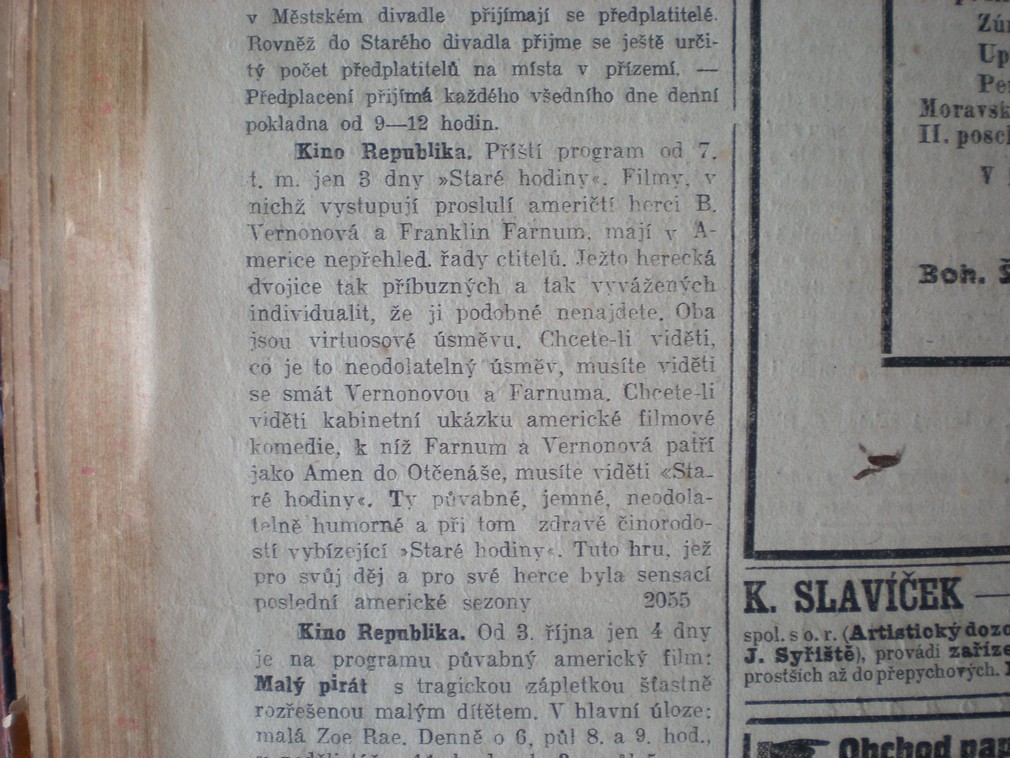 v Městském divadle přijímají se předplatitelé.
Rovněž do Starého divadla přijme se ještě urči-
tý počet předplatitelů na místa v přízemí. —
Předplacení přijímá každého všedního dne denní
pokladna od 9—12 hodin.
Kino Republika. Příští program od 7.
t. m. jen 3 dny »Staré hodiny«. Filmy, v
nichž vystupují proslulí američtí herci B.
Vernonová a Franklin Farnum, mají v A-
merice nepřehled. řady ctitelů. Ježto herecká
dvojice tak příbuzných a tak vyvážených
individualit, že ji podobné nenajdete. Oba
jsou virtuosové úsměvu. Chcete-li viděti,
co je to neodolatelný úsměv, musíte viděti
se smát Vernonovou a Farnuma. Chcete-li
viděti kabinetní ukázku americké filmové
komedie, k níž Farnum a Vernonová patří
jako Amen do Otčenáše, musíte viděti «Sta-
ré hodiny«. Ty půvabné, jemné, neodola-
telně humorné a při tom zdravě činorodo-
stí vybízející »Staré hodiny«. Tuto hru, jež
pro svůj děj a pro své herce byla sensací
poslední americké sezony 2055
Kino Republika. Od 3. října jen 4 dny
je na programu půvabný americký film:
Malý pirát s tragickou zápletkou šťastně
rozřešenou malým dítětem. V hlavní úloze:
malá Zoe Rae. Denně o 6, půl 8. a 9. hod.,
Moravsk
II. posch
V
Boh. Š
K. SLAVÍČEK —
spol. s o. r. (Artistický dozo
J. Syřiště), provádí zaříze
prostších až do přepychových.
Obchod pap